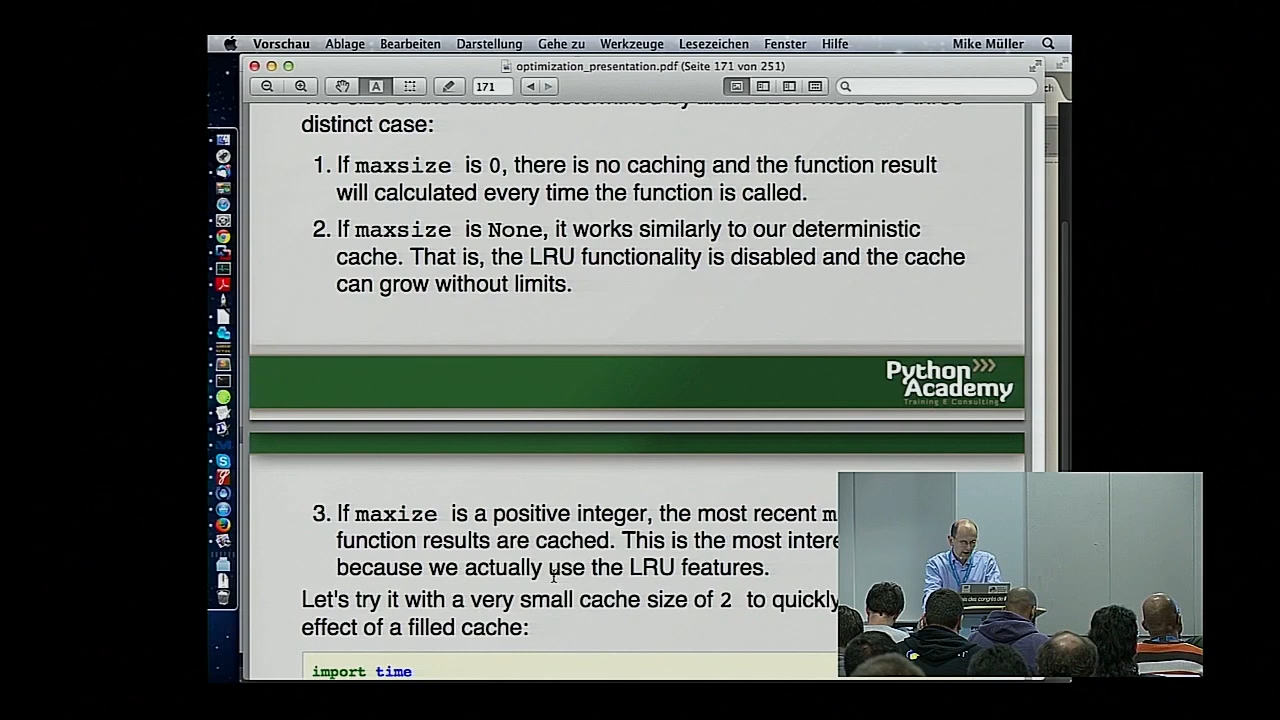 Vorschau Ablage Bearbeiten Darstellung Gehe zu Werkzeuge Lesezeichen Fenster Hilfe Mike Müller
optimization_presentation.pdf (Seite 171 von 251)
171
distinct case:
1. If maxsize is 0, there is no caching and the function result
will calculated every time the function is called.
2. If maxsize is None, it works similarly to our deterministic
cache. That is, the LRU functionality is disabled and the cache
can grow without limits.
Python
Academy
Training & Consulting
3. If maxize is a positive integer, the most recent m
function results are cached. This is the most intere
because we actually use the LRU features.
Let's try it with a very small cache size of 2 to quickly
effect of a filled cache:
import time